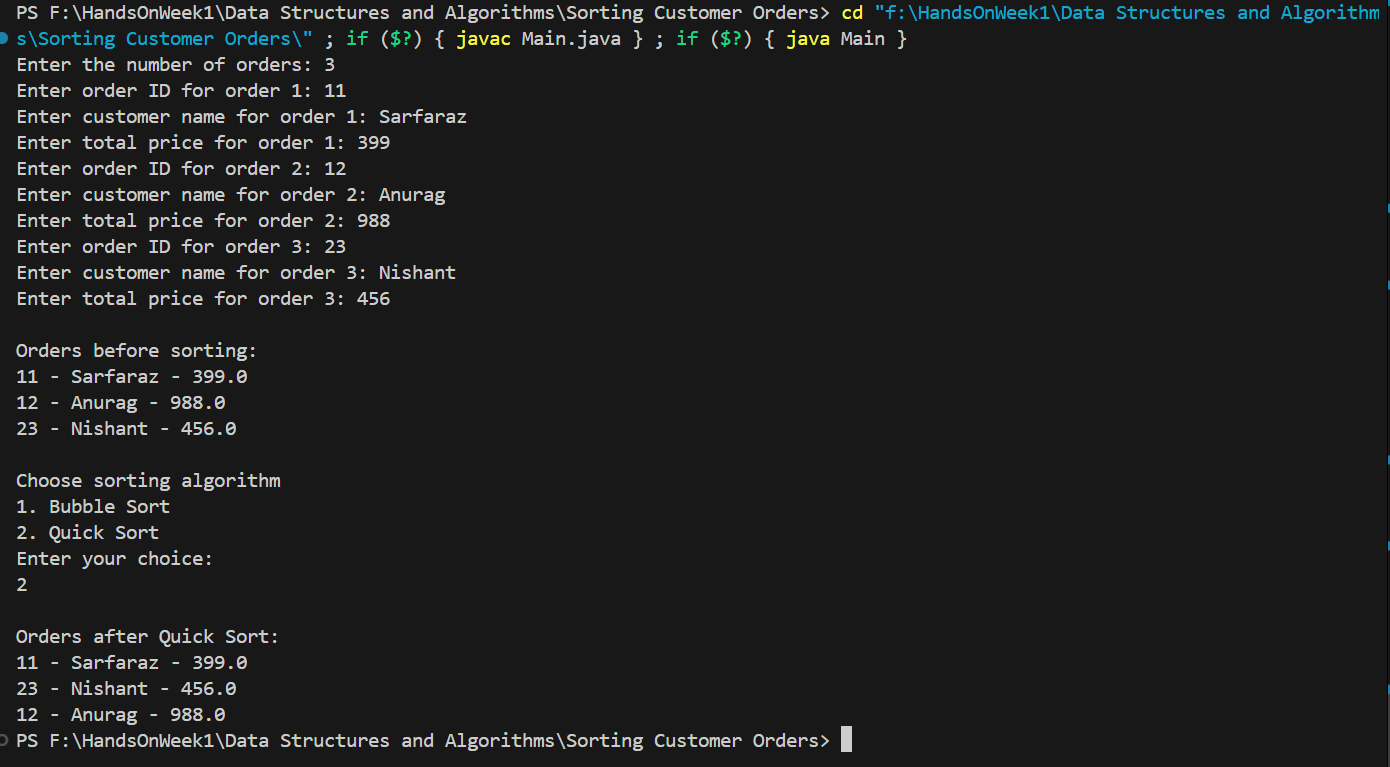 PS F:\HandsOnWeek1\Data Structures and Algorithms\Sorting Customer Orders> cd "f:\HandsOnWeek1\Data Structures and Algorithm
s\Sorting Customer Orders\" ; if ($?) { javac Main.java } ; if ($?) { java Main }
Enter the number of orders: 3
Enter order ID for order 1: 11
Enter customer name for order 1: Sarfaraz
Enter total price for order 1: 399
Enter order ID for order 2: 12
Enter customer name for order 2: Anurag
Enter total price for order 2: 988
Enter order ID for order 3: 23
Enter customer name for order 3: Nishant
Enter total price for order 3: 456

Orders before sorting:
11 - Sarfaraz - 399.0
12 - Anurag - 988.0
23 - Nishant - 456.0

Choose sorting algorithm
1. Bubble Sort
2. Quick Sort
Enter your choice:
2

Orders after Quick Sort:
11 - Sarfaraz - 399.0
23 - Nishant - 456.0
12 - Anurag - 988.0
PS F:\HandsOnWeek1\Data Structures and Algorithms\Sorting Customer Orders>